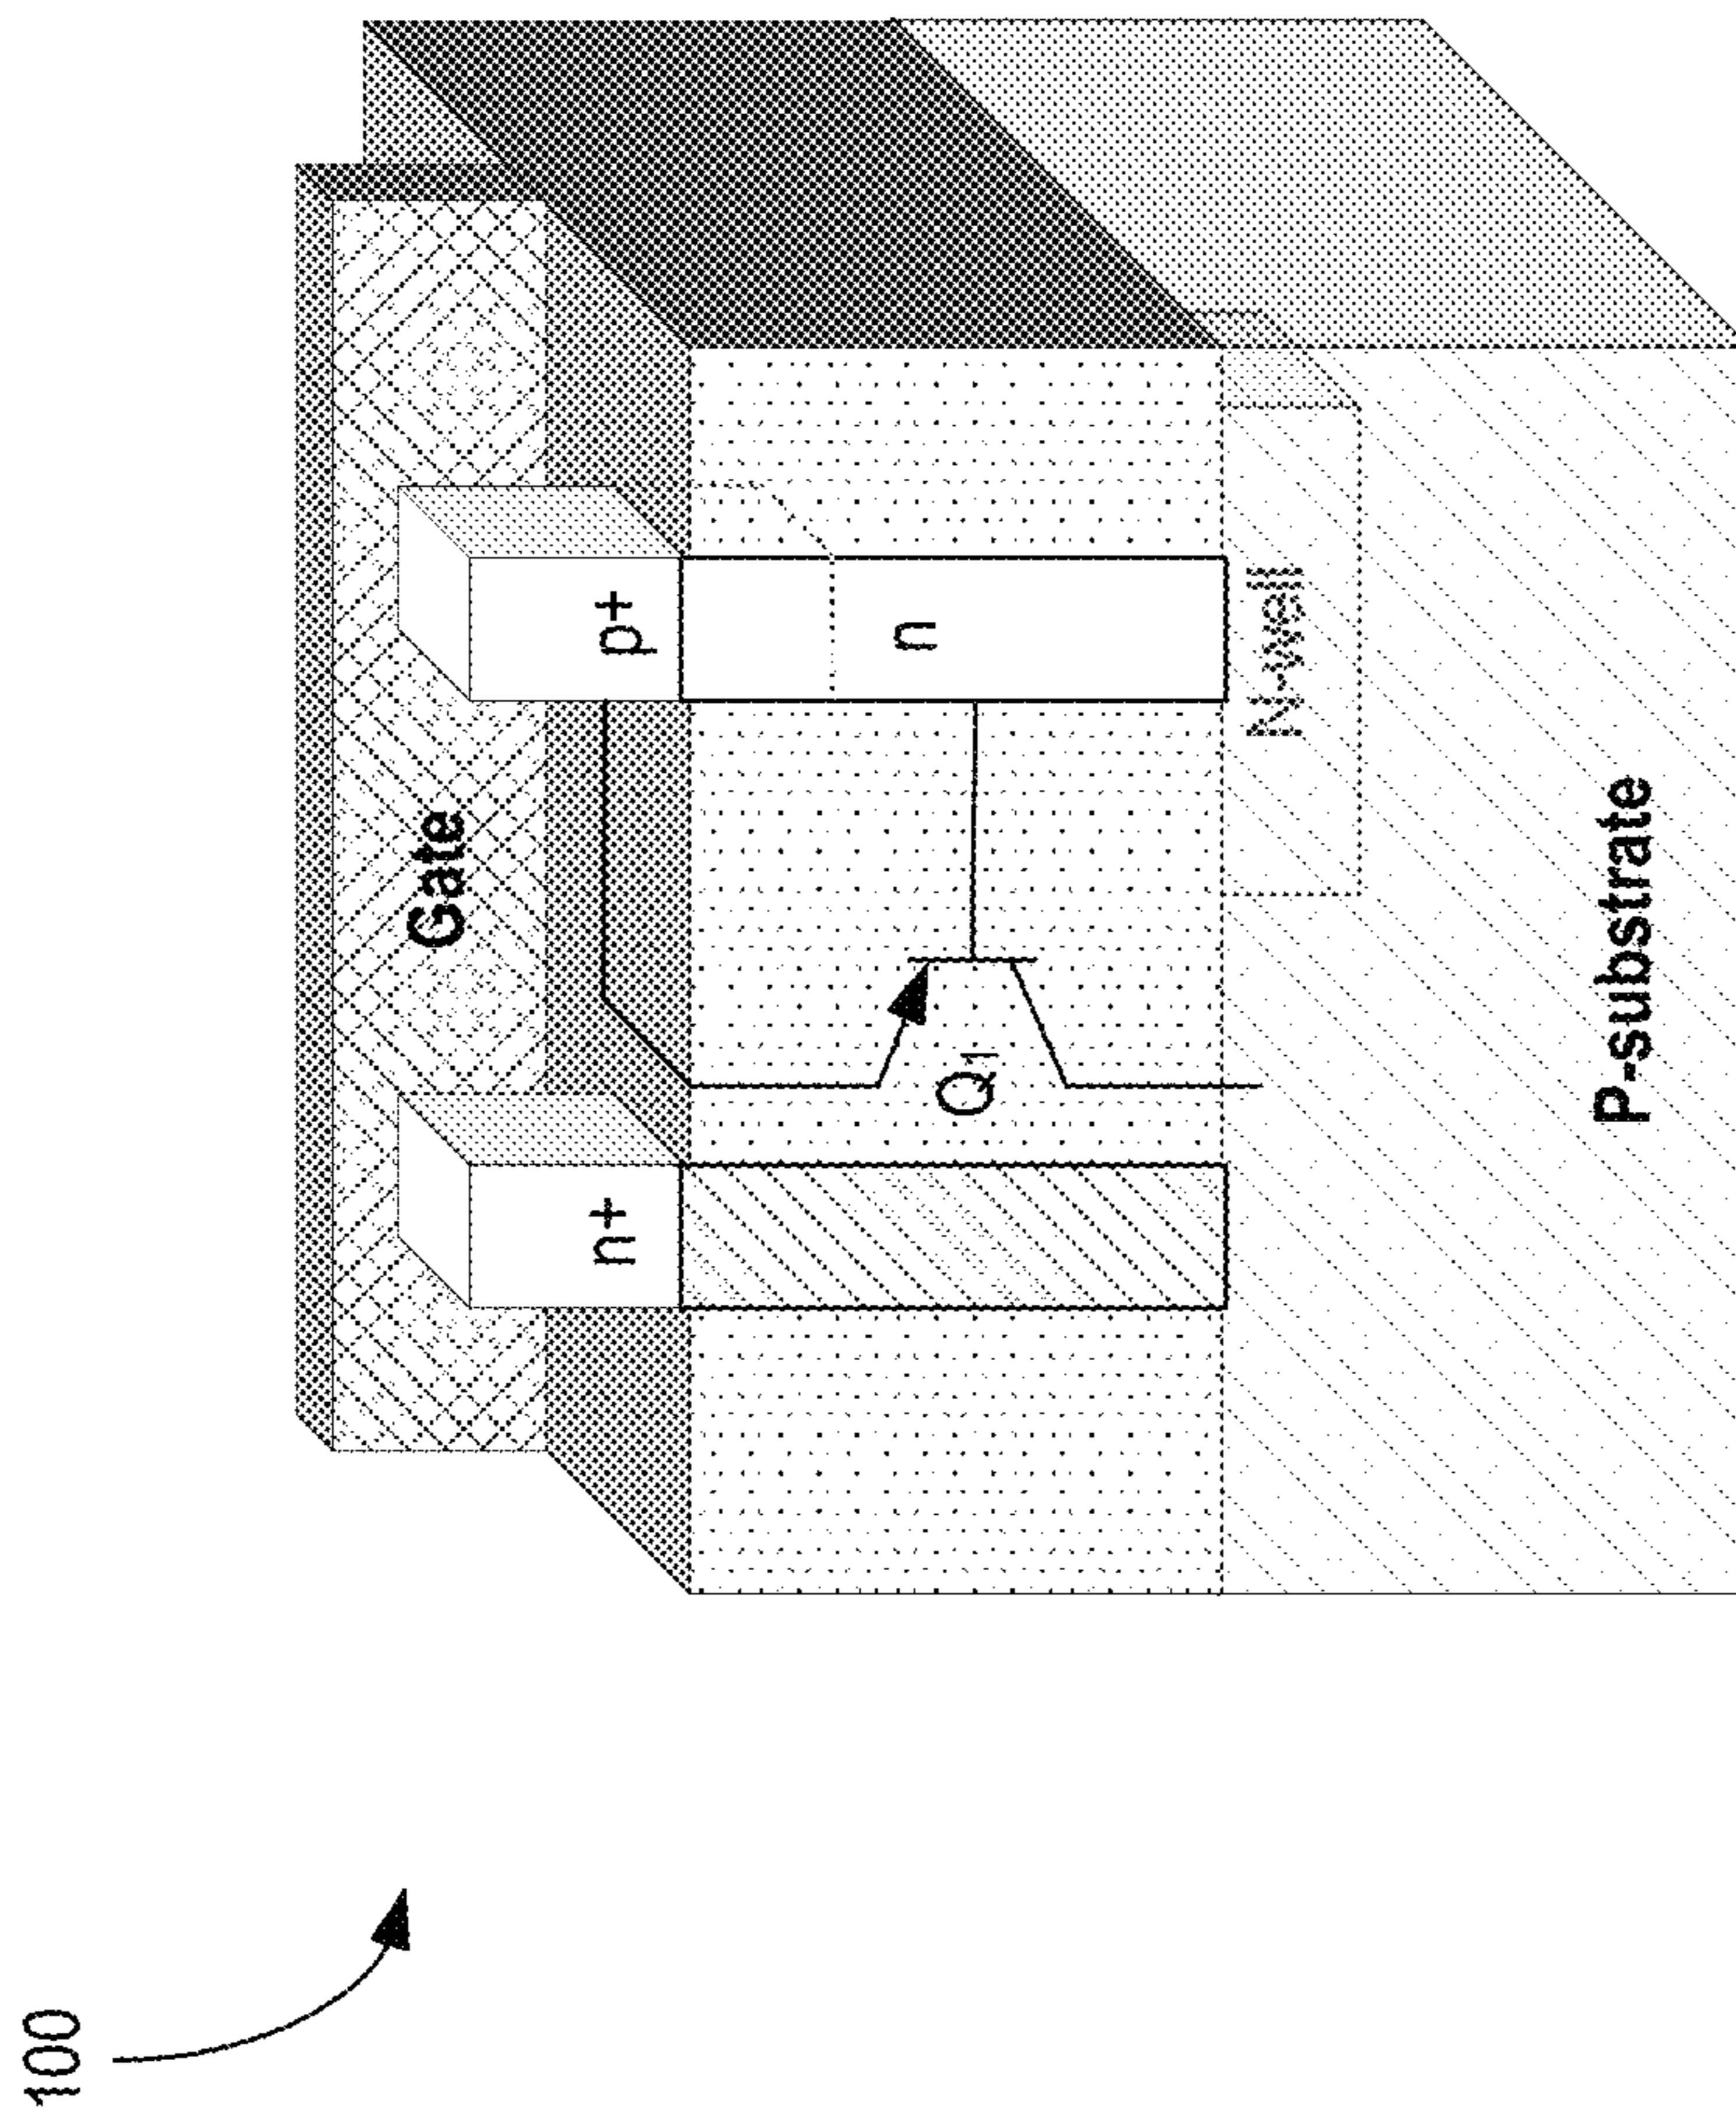 100
Gate
n+
p+
Q1
n
N-well
P-substrate